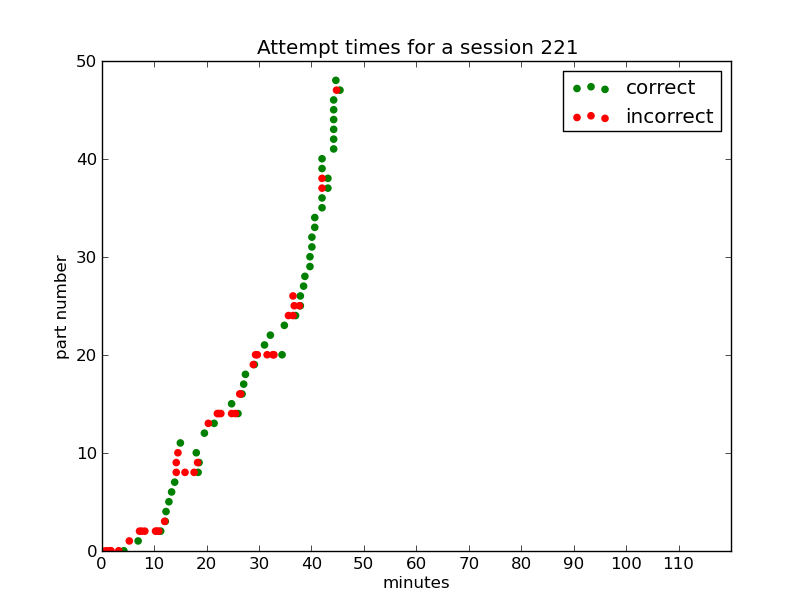 Attempt times for a session 221
50
correct
incorrect
40
30
part number
20
10
0
0 10 20 30 40 50 60 70 80 90 100 110
minutes